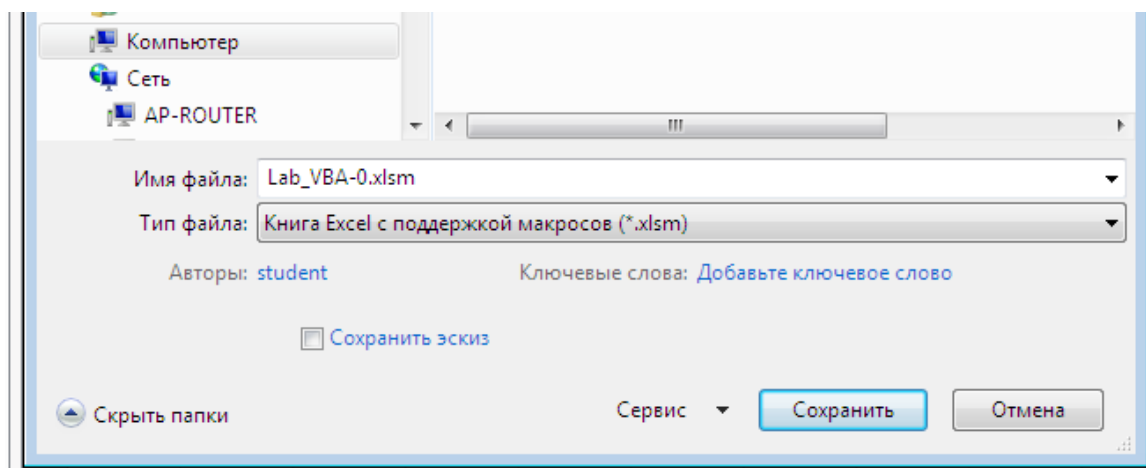 Компьютер
Сеть
AP-ROUTER
Имя файла: Lab_VBA-0.xlsm
Тип файла: Книга Excel с поддержкой макросов (*.xlsm)
Авторы: student Ключевые слова: Добавьте ключевое слово
Сохранить эскиз
Скрыть папки Сервис Сохранить Отмена